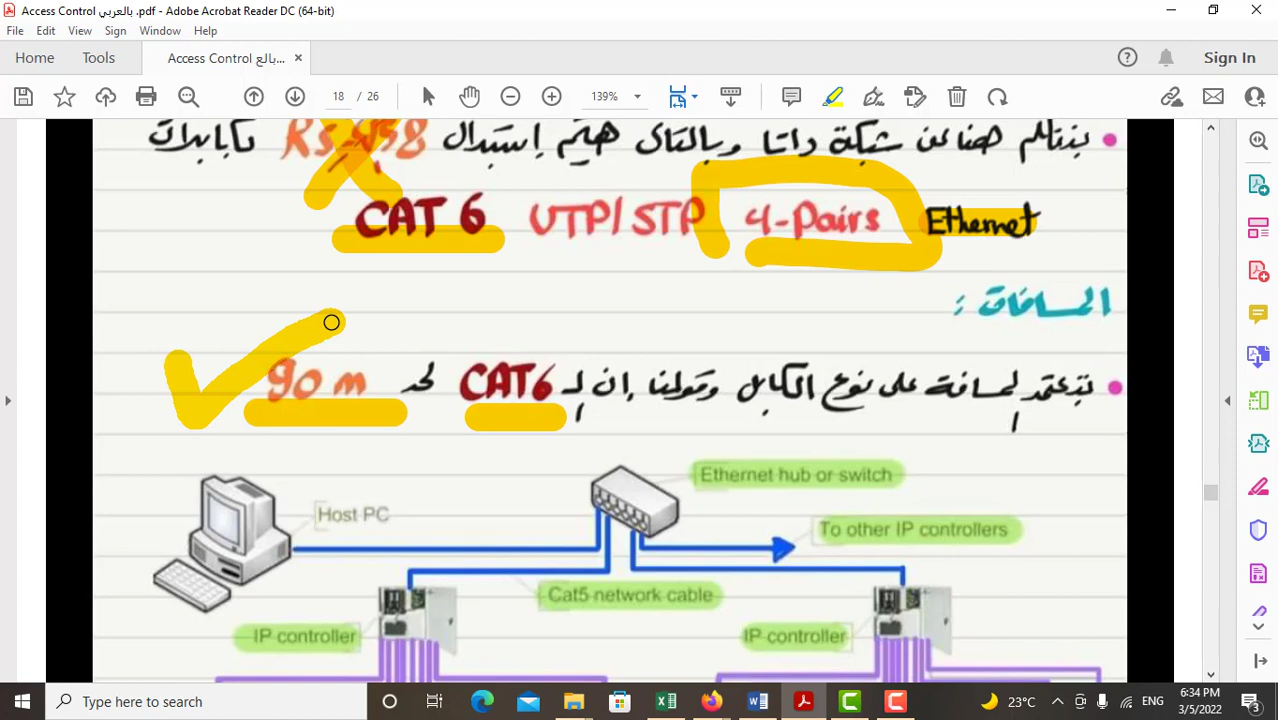 Access Control بالعربي .pdf - Adobe Acrobat Reader DC (64-bit)
File Edit View Sign Window Help
Home Tools Access Control بالع... × Sign In
18 / 26 139%
بنتكلم هنا عن شبكة داتا وبالتالى هيتم إستبدال كابلات
CAT 6 UTP/STP 4-Pairs Ethernet
المسافات :
تعتمد المسافة على نوع الكابل وقولنا إن الـ CAT6 لحد 90 m
Ethernet hub or switch
Host PC
To other IP controllers
Cat5 network cable
IP controller
IP controller
Type here to search
23°C ENG 6:34 PM
3/5/2022
3